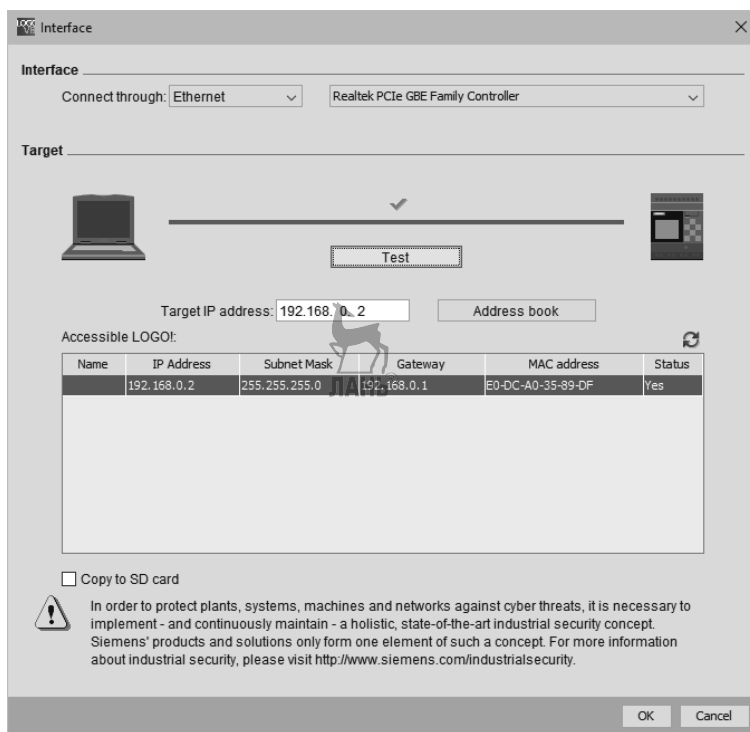 Interface
Interface
Connect through: Ethernet Realtek PCIe GBE Family Controller
Target
Test
Target IP address: 192.168. 0. 2 Address book
Accessible LOGO!:
Name IP Address Subnet Mask Gateway MAC address Status
192.168.0.2 255.255.255.0 192.168.0.1 E0-DC-A0-35-89-DF Yes
ЛАНЬ®
Copy to SD card
In order to protect plants, systems, machines and networks against cyber threats, it is necessary to
implement - and continuously maintain - a holistic, state-of-the-art industrial security concept.
Siemens' products and solutions only form one element of such a concept. For more information
about industrial security, please visit http://www.siemens.com/industrialsecurity.
OK Cancel